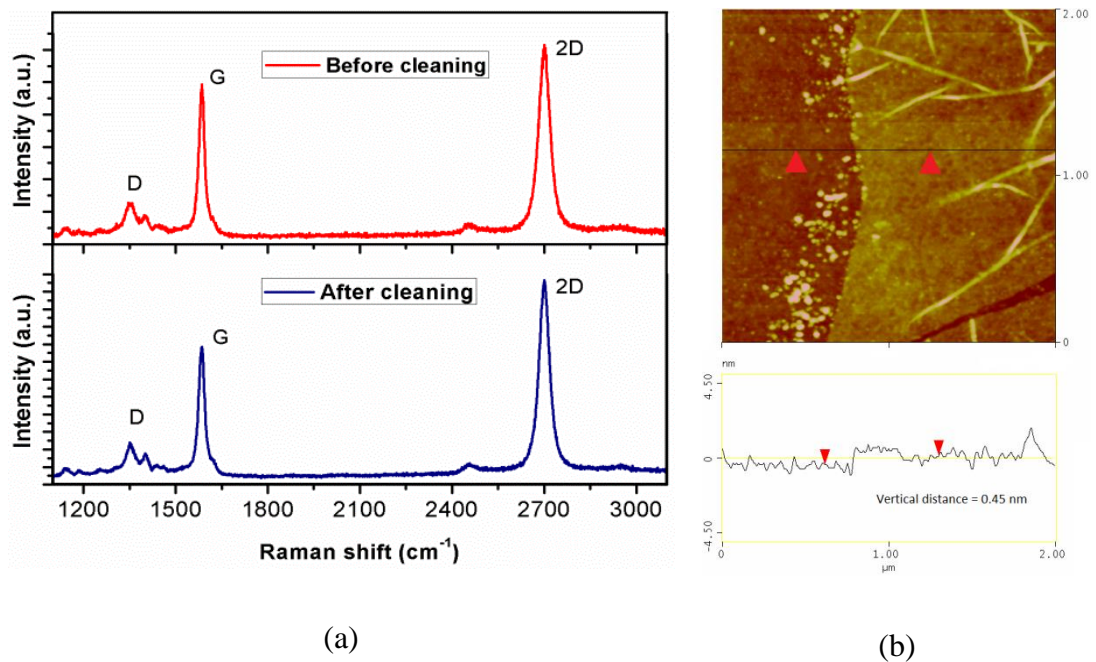 Intensity (a.u.)
Before cleaning
D
G
2D
Intensity (a.u.)
After cleaning
D
G
2D
1200 1500 1800 2100 2400 2700 3000
Raman shift (cm⁻¹)
(a)
2.00
1.00
0
nm
4.50
0
-4.50
Vertical distance = 0.45 nm
0 1.00 2.00
µm
(b)